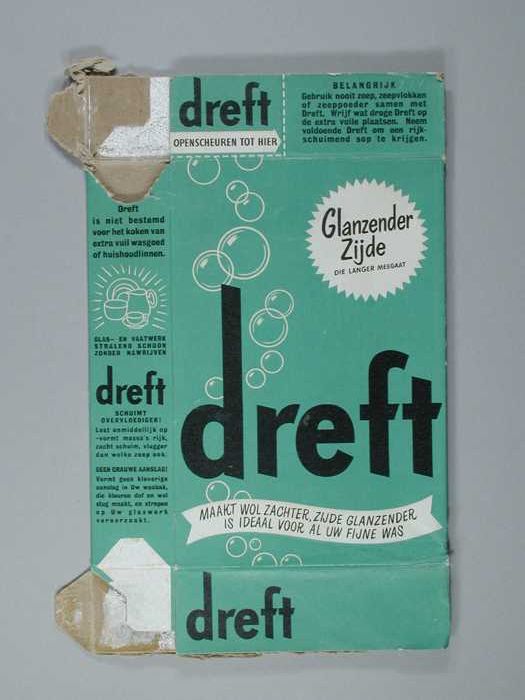 dreft
OPENSCHEUREN TOT HIER
BELANGRIJK
Gebruik nooit zeep, zeepvlokken
of zeeppoeder samen met
Dreft. Wrijf wat droge Dreft op
de extra vuile plaatsen. Neem
voldoende Dreft om een rijk-
schuimend sop te krijgen.
Dreft
is niet bestemd
voor het koken van
extra vuil wasgoed
of huishoudlinnen.
GLAS- EN VAATWERK
STRALEND SCHOON
ZONDER NAWRIJVEN
dreft
SCHUIMT
OVERVLOEDIGER!
Lost onmiddellijk op
-vormt massa's rijk,
zacht schuim, vlugger
dan welke zeep ook.
GEEN GRAUWE AANSLAG!
Vormt geen kleverige
aanslag in Uw wasbak,
die kleuren dof en wol
stug maakt, en strepen
op Uw glaswerk
veroorzaakt.
Glanzender
Zijde
DIE LANGER MEEGAAT
dreft
MAAKT WOL ZACHTER, ZIJDE GLANZENDER
IS IDEAAL VOOR AL UW FIJNE WAS
dreft